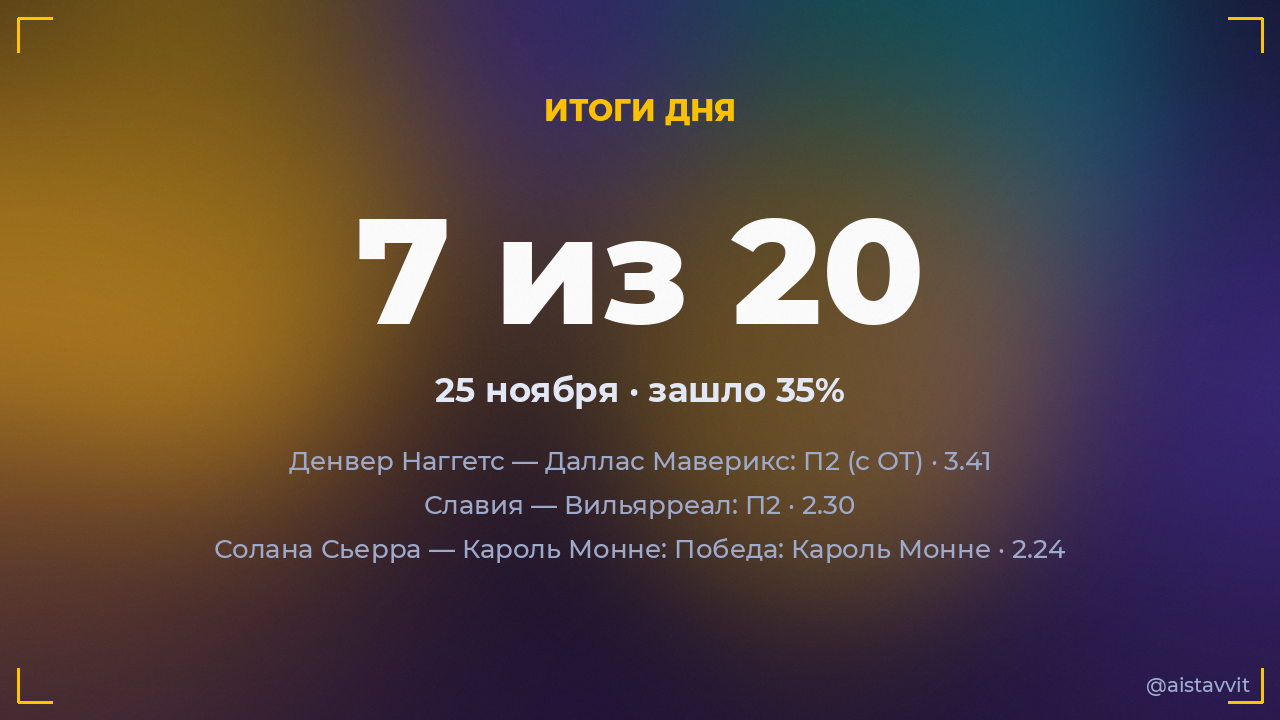 ИТОГИ ДНЯ
7 из 20
25 ноября · зашло 35%
Денвер Наггетс — Даллас Маверикс: П2 (с ОТ) · 3.41
Славия — Вильярреал: П2 · 2.30
Солана Сьерра — Кароль Монне: Победа: Кароль Монне · 2.24
@aistavvit